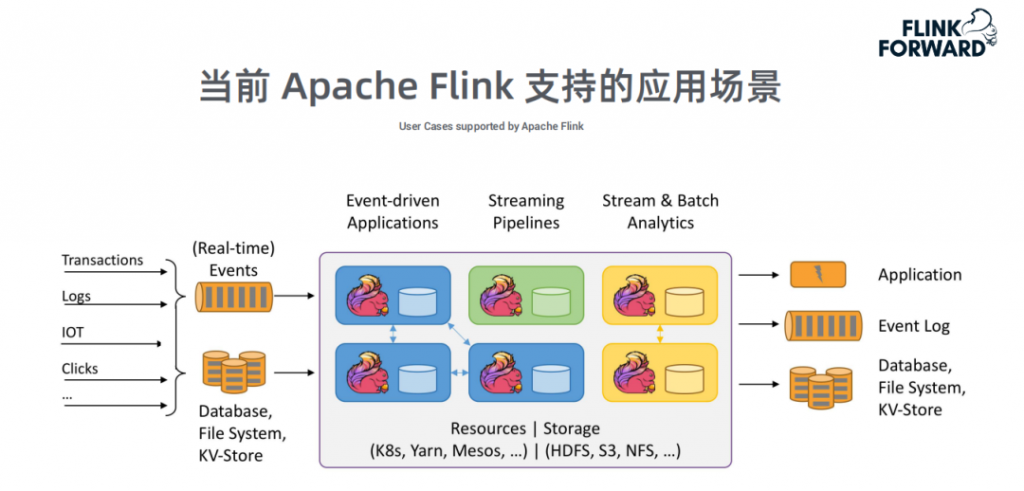 FLINK
FORWARD
当前 Apache Flink 支持的应用场景
User Cases supported by Apache Flink
Event-driven
Applications
Streaming
Pipelines
Stream & Batch
Analytics
Transactions
Logs
IOT
Clicks
...
(Real-time)
Events
Database,
File System,
KV-Store
Resources | Storage
(K8s, Yarn, Mesos, ...) | (HDFS, S3, NFS, ...)
Application
Event Log
Database,
File System,
KV-Store